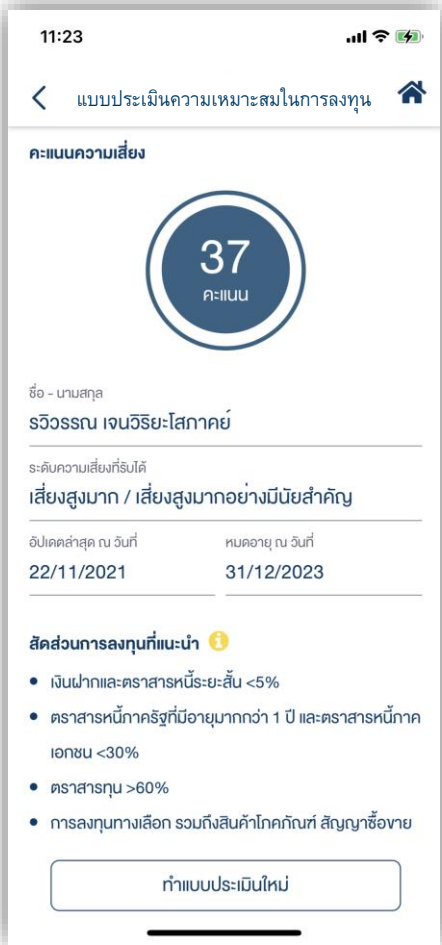 11:23
แบบประเมินความเหมาะสมในการลงทุน
คะแนนความเสี่ยง
37
คะแนน
ชื่อ - นามสกุล
รวิวรรณ เจนวิริยะโสภาคย์
ระดับความเสี่ยงที่รับได้
เสี่ยงสูงมาก / เสี่ยงสูงมากอย่างมีนัยสำคัญ
อัปเดตล่าสุด ณ วันที่ หมดอายุ ณ วันที่
22/11/2021 31/12/2023
สัดส่วนการลงทุนที่แนะนำ
• เงินฝากและตราสารหนี้ระยะสั้น <5%
• ตราสารหนี้ภาครัฐที่มีอายุมากกว่า 1 ปี และตราสารหนี้ภาค
เอกชน <30%
• ตราสารทุน >60%
• การลงทุนทางเลือก รวมถึงสินค้าโภคภัณฑ์ สัญญาซื้อขาย
ทำแบบประเมินใหม่